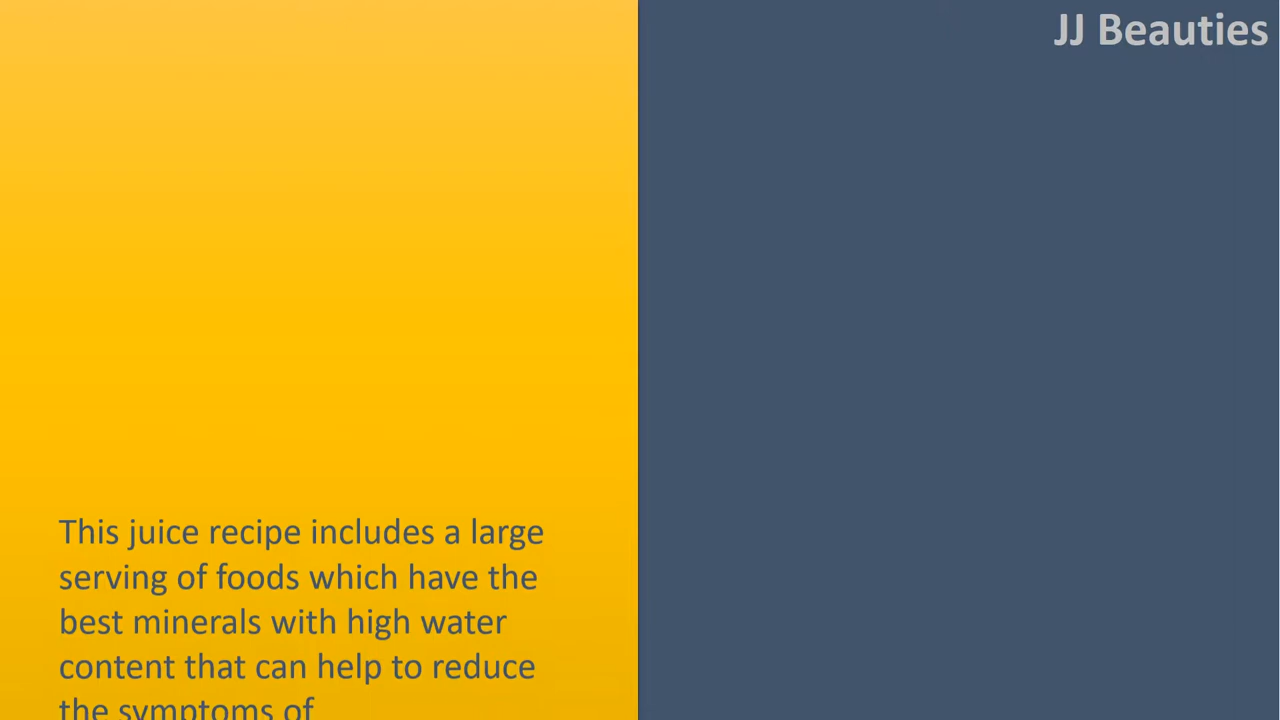 JJ Beauties
This juice recipe includes a large
serving of foods which have the
best minerals with high water
content that can help to reduce
the symptoms of